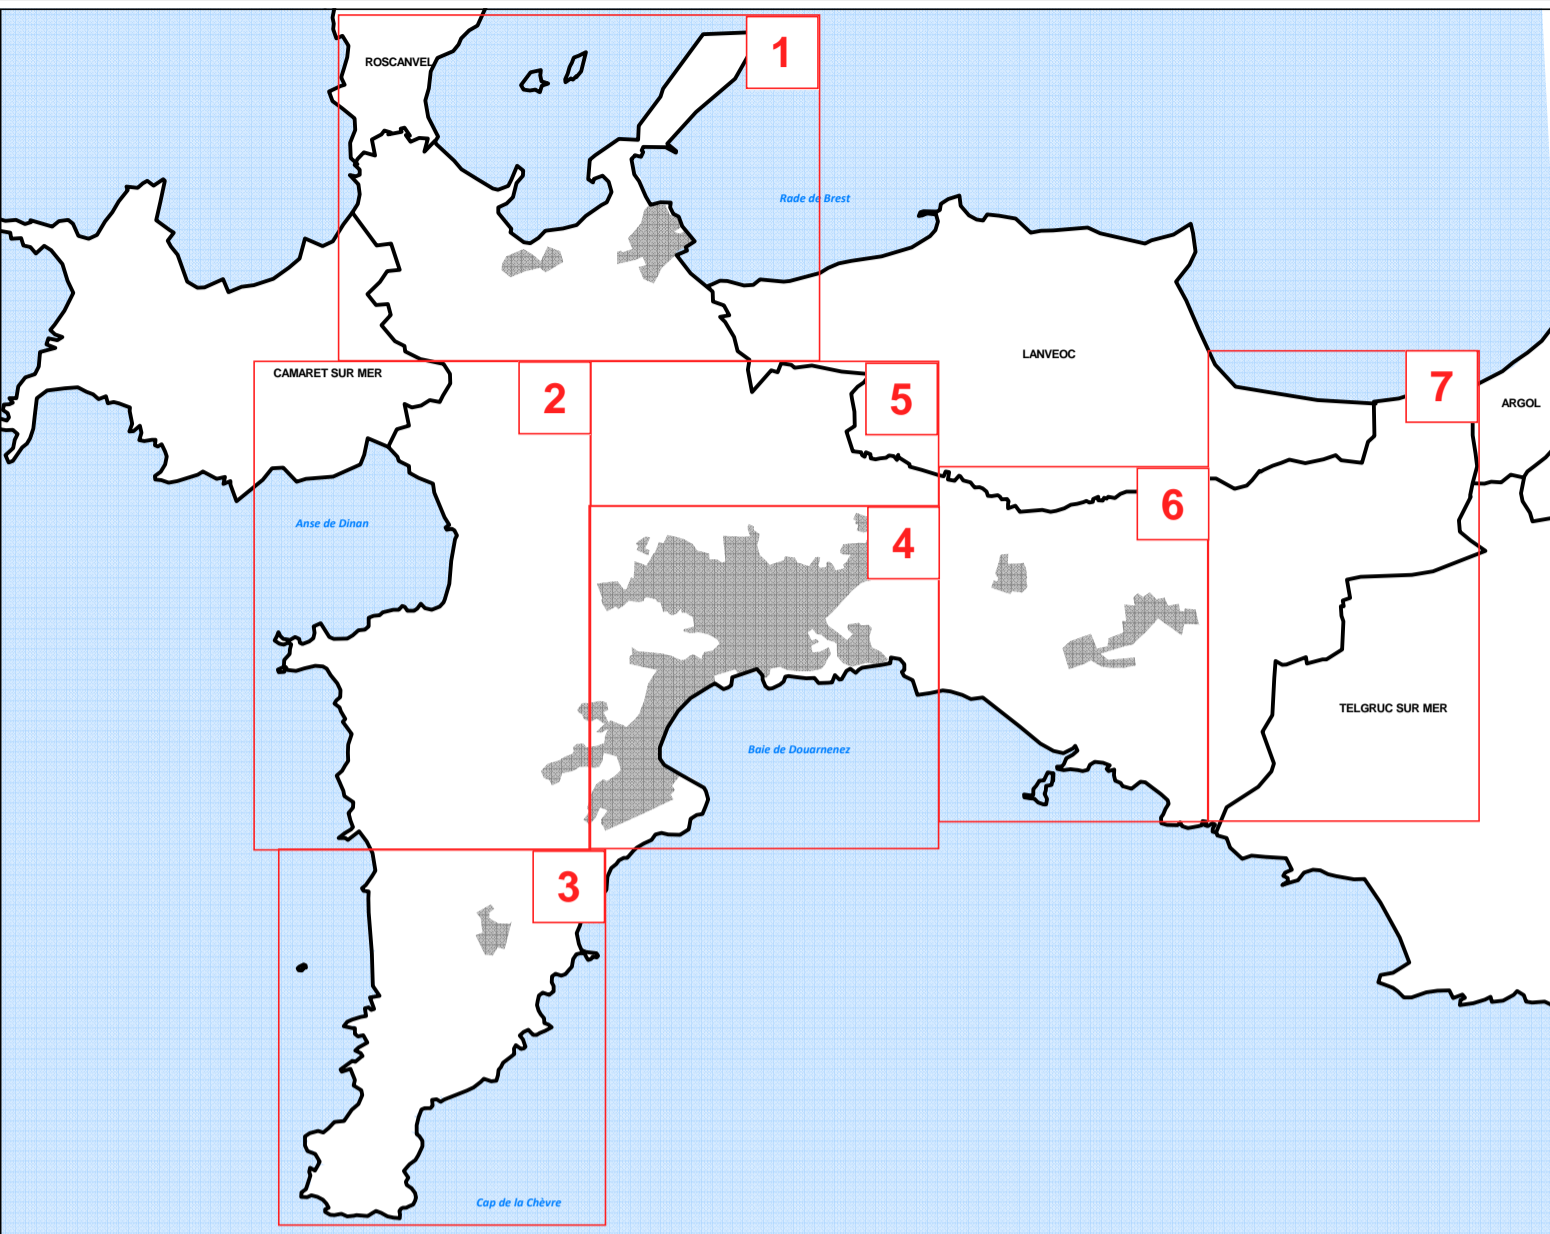 1
ROSCANVEL
Rade de Brest
LANVEOC
CAMARET SUR MER
2
5
7
ARGOL
6
Anse de Dinan
4
TELGRUC SUR MER
Baie de Douarnenez
3
Cap de la Chèvre